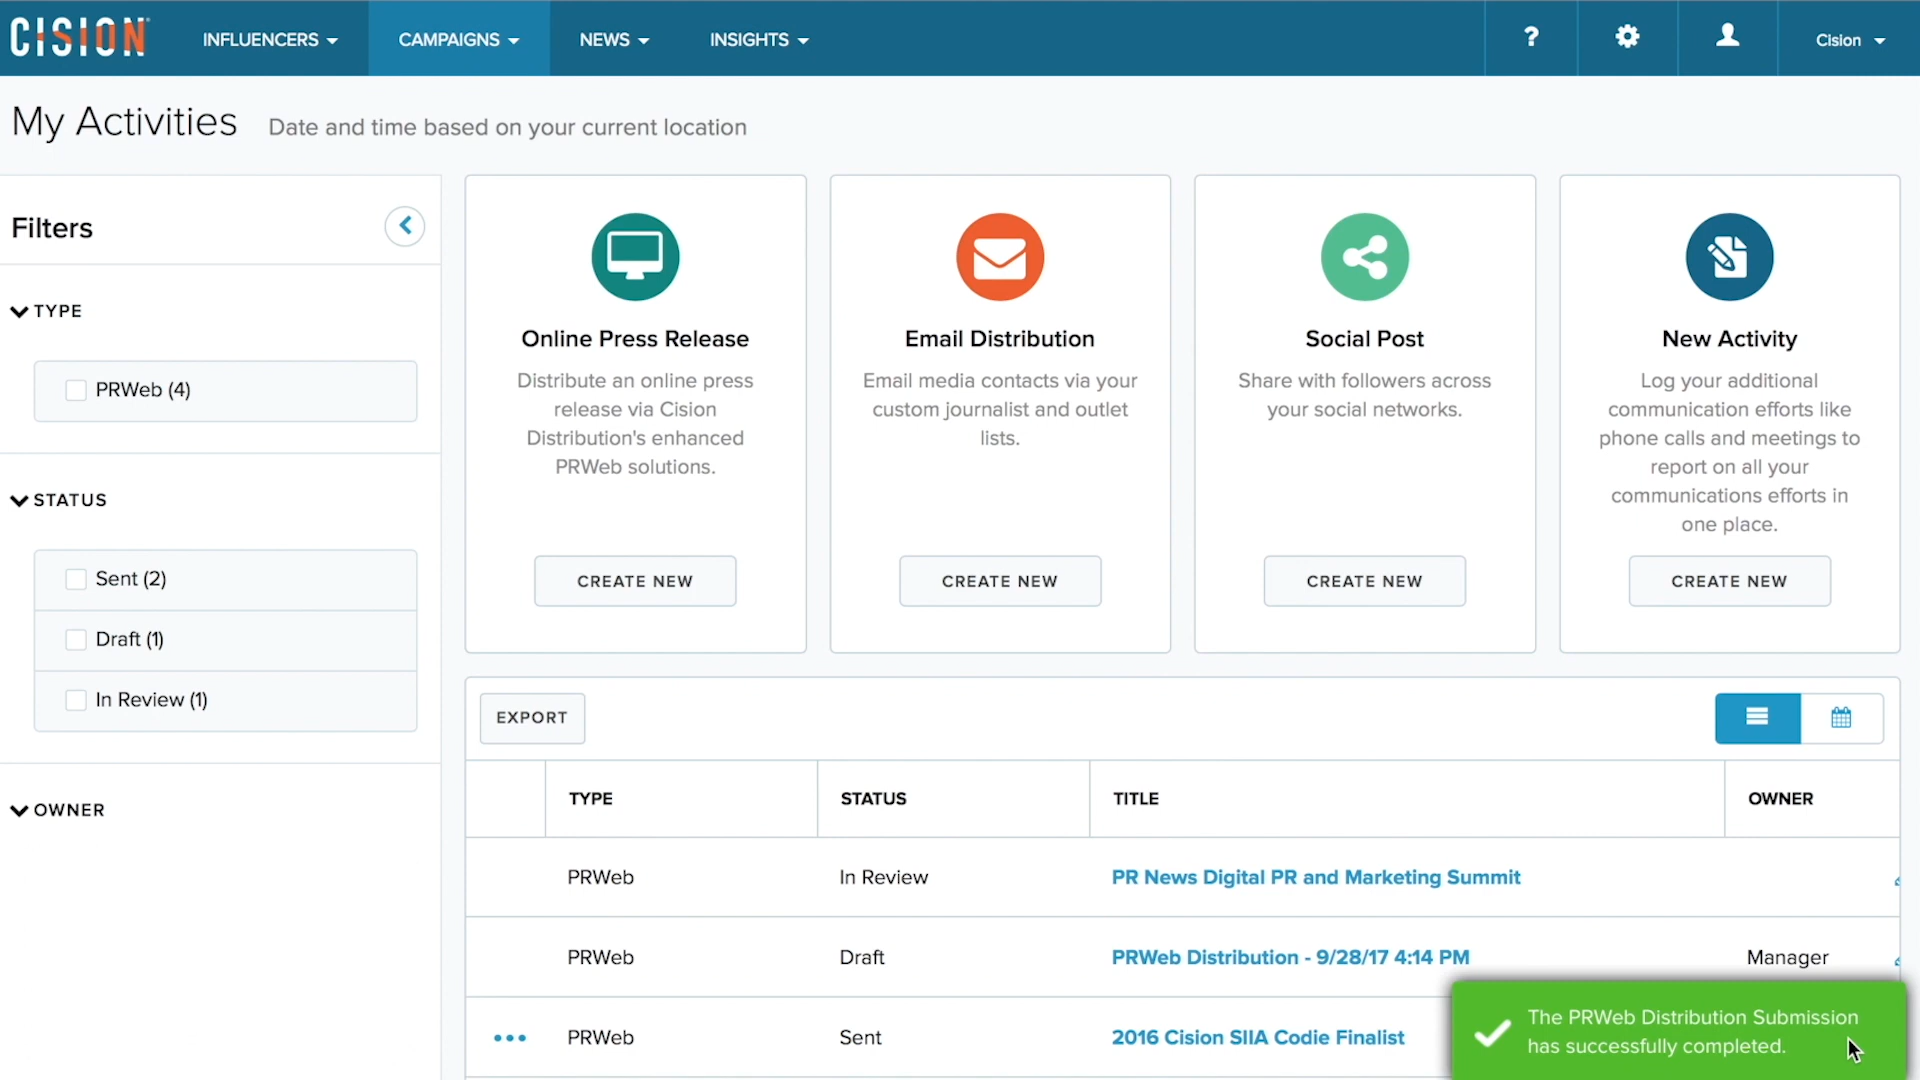 CISION
INFLUENCERS
CAMPAIGNS
NEWS
INSIGHTS
?
Cision
My Activities
Date and time based on your current location
Filters
TYPE
PRWeb (4)
STATUS
Sent (2)
Draft (1)
In Review (1)
OWNER
Online Press Release
Distribute an online press
release via Cision
Distribution's enhanced
PRWeb solutions.
CREATE NEW
Email Distribution
Email media contacts via your
custom journalist and outlet
lists.
CREATE NEW
Social Post
Share with followers across
your social networks.
CREATE NEW
New Activity
Log your additional
communication efforts like
phone calls and meetings to
report on all your
communications efforts in
one place.
CREATE NEW
EXPORT
TYPE STATUS TITLE OWNER
PRWeb In Review PR News Digital PR and Marketing Summit
PRWeb Draft PRWeb Distribution - 9/28/17 4:14 PM Manager
PRWeb Sent 2016 Cision SIIA Codie Finalist
The PRWeb Distribution Submission
has successfully completed.